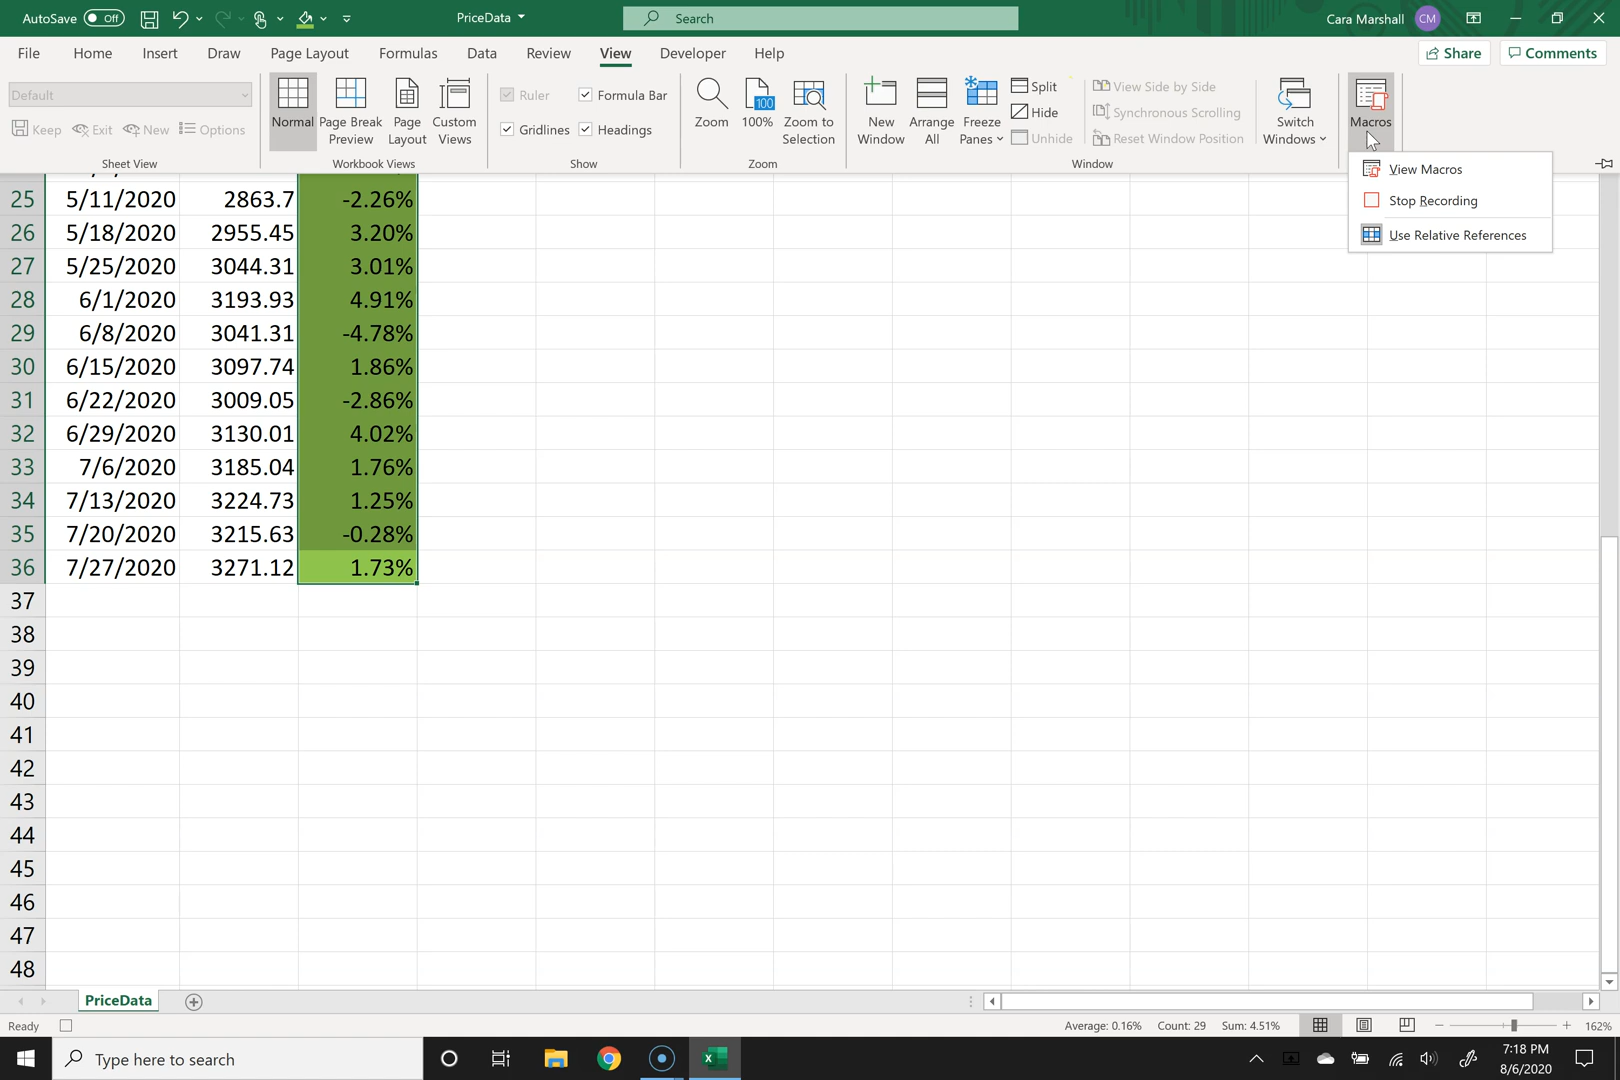 AutoSave Off PriceData Search Cara Marshall CM
File Home Insert Draw Page Layout Formulas Data Review View Developer Help Share Comments
Default
Keep Exit New Options
Sheet View
Normal Page Break Preview Page Layout Custom Views
Workbook Views
Ruler Formula Bar
Gridlines Headings
Show
Zoom 100 100% Zoom to Selection
Zoom
New Window Arrange All Freeze Panes
Split
Hide
Unhide
View Side by Side
Synchronous Scrolling
Reset Window Position
Switch Windows
Window
Macros
View Macros
Stop Recording
Use Relative References
25 5/11/2020 2863.7 -2.26%
26 5/18/2020 2955.45 3.20%
27 5/25/2020 3044.31 3.01%
28 6/1/2020 3193.93 4.91%
29 6/8/2020 3041.31 -4.78%
30 6/15/2020 3097.74 1.86%
31 6/22/2020 3009.05 -2.86%
32 6/29/2020 3130.01 4.02%
33 7/6/2020 3185.04 1.76%
34 7/13/2020 3224.73 1.25%
35 7/20/2020 3215.63 -0.28%
36 7/27/2020 3271.12 1.73%
37
38
39
40
41
42
43
44
45
46
47
48
PriceData
Ready Average: 0.16% Count: 29 Sum: 4.51% 162%
Type here to search
7:18 PM
8/6/2020